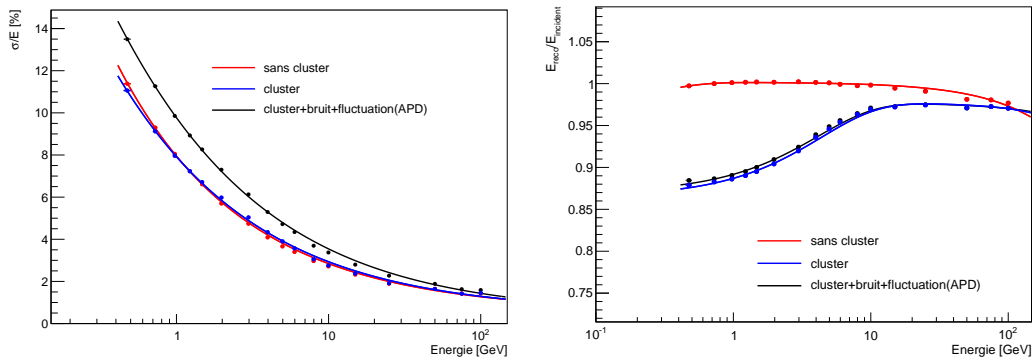 σ/E [%]
14
12
10
8
6
4
2
0
sans cluster
cluster
cluster+bruit+fluctuation(APD)
1
10
10²
Energie [GeV]
E_reco/E_incident
1.05
1
0.95
0.9
0.85
0.8
0.75
sans cluster
cluster
cluster+bruit+fluctuation(APD)
10⁻¹
1
10
10²
Energie [GeV]